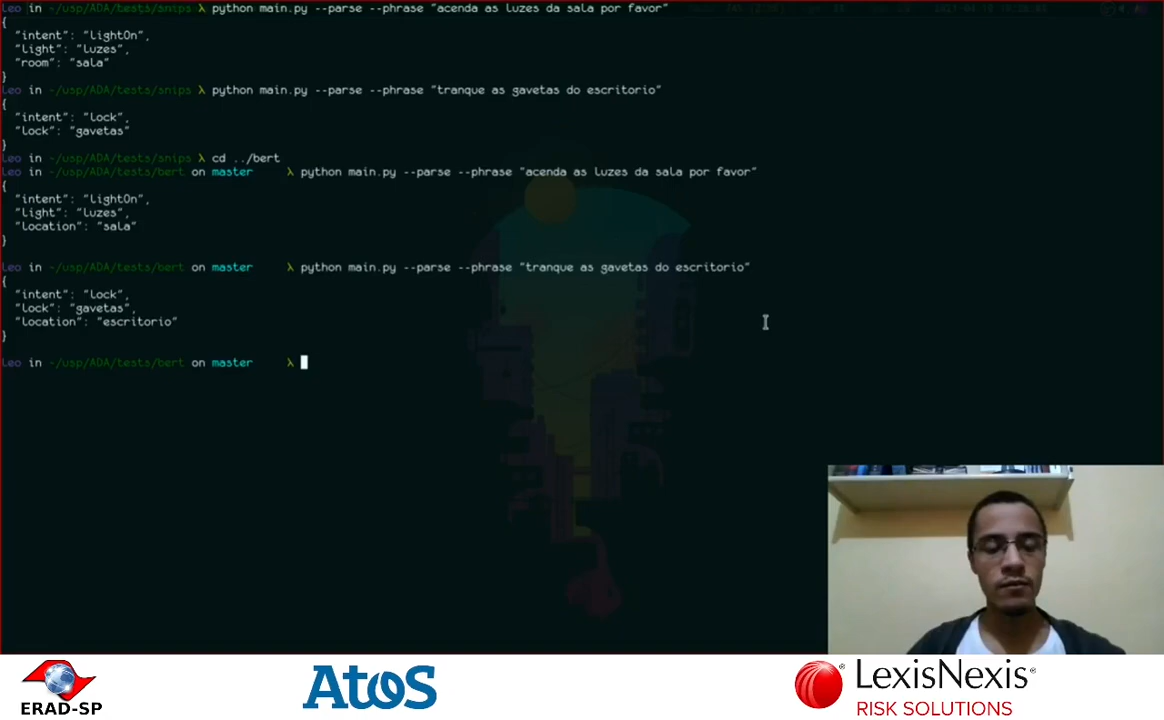 Leo in ~/usp/ADA/tests/snips λ python main.py --parse --phrase "acenda as luzes da sala por favor"
{
"intent": "lightOn",
"light": "luzes",
"room": "sala"
}
Leo in ~/usp/ADA/tests/snips λ python main.py --parse --phrase "tranque as gavetas do escritorio"
{
"intent": "lock",
"lock": "gavetas"
}
Leo in ~/usp/ADA/tests/snips λ cd ../bert
Leo in ~/usp/ADA/tests/bert on master λ python main.py --parse --phrase "acenda as luzes da sala por favor"
{
"intent": "lightOn",
"light": "luzes",
"location": "sala"
}
Leo in ~/usp/ADA/tests/bert on master λ python main.py --parse --phrase "tranque as gavetas do escritorio"
{
"intent": "lock",
"lock": "gavetas",
"location": "escritorio"
}
Leo in ~/usp/ADA/tests/bert on master λ
ERAD-SP
Atos
LexisNexis®
RISK SOLUTIONS